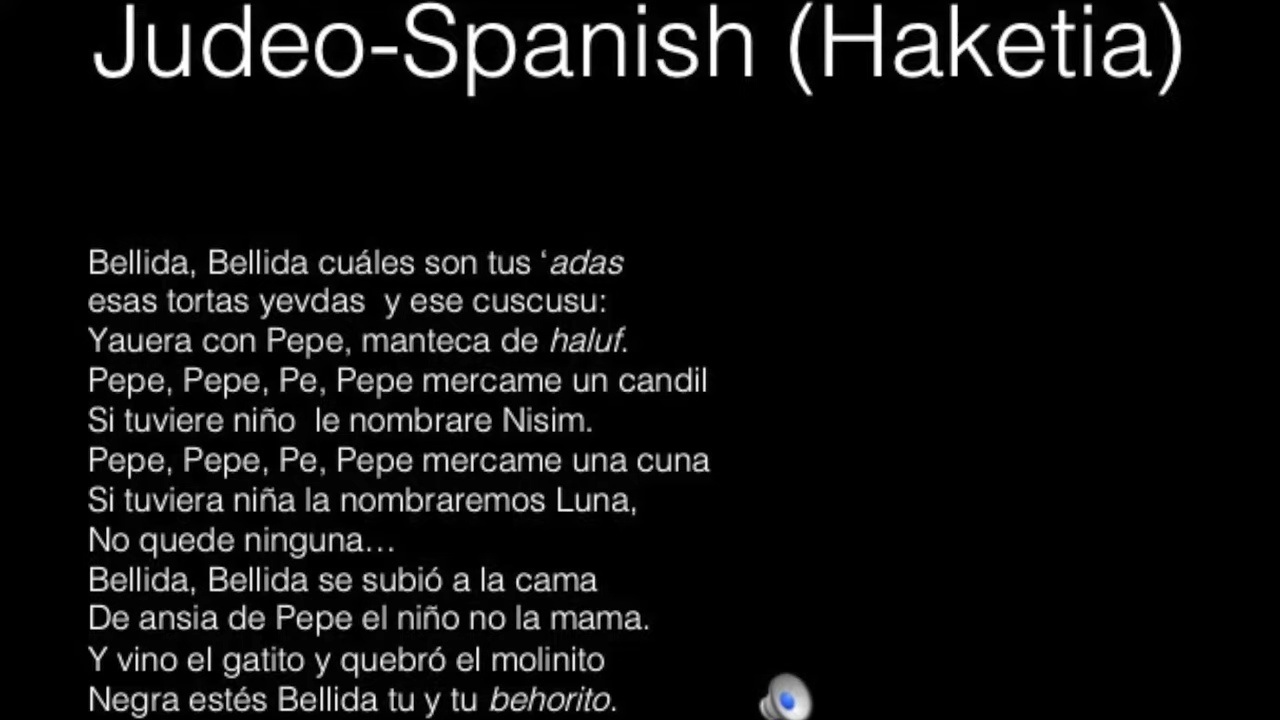 Judeo-Spanish (Haketia)
Bellida, Bellida cuáles son tus ‘adas
esas tortas yevdas  y ese cuscusu:
Yauera con Pepe, manteca de haluf.
Pepe, Pepe, Pe, Pepe mercame un candil
Si tuviere niño  le nombrare Nisim.
Pepe, Pepe, Pe, Pepe mercame una cuna
Si tuviera niña la nombraremos Luna,
No quede ninguna…
Bellida, Bellida se subió a la cama
De ansia de Pepe el niño no la mama.
Y vino el gatito y quebró el molinito
Negra estés Bellida tu y tu behorito.